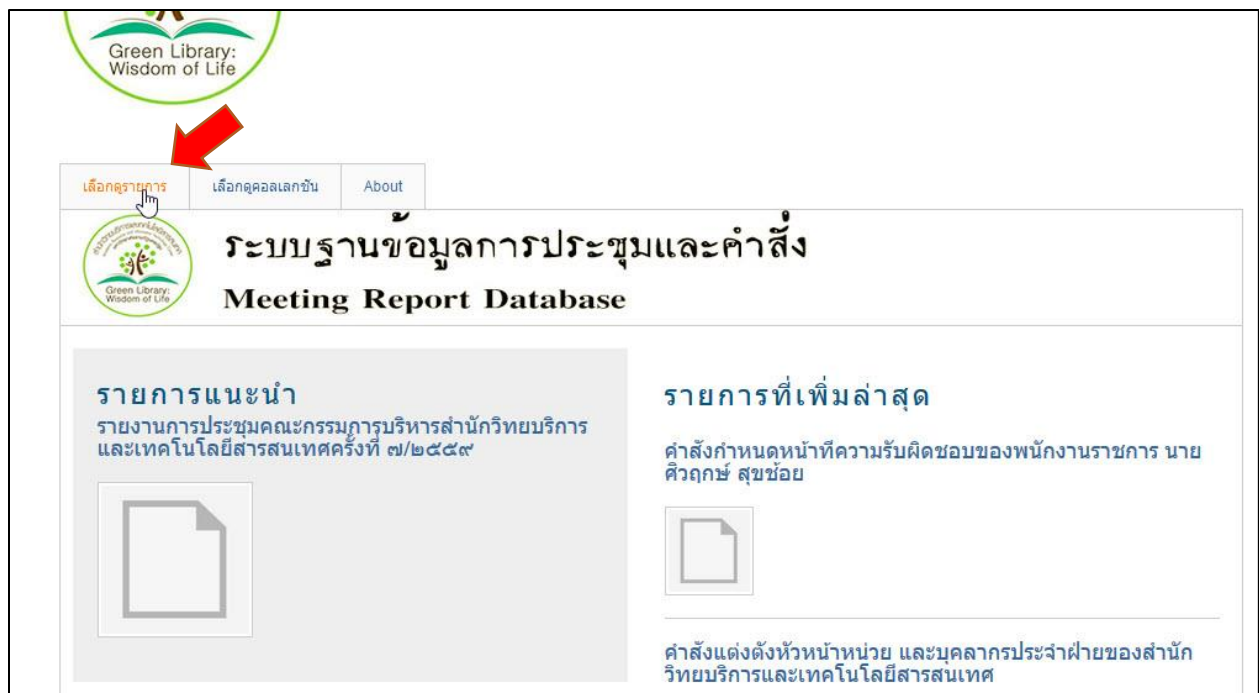 Green Library:
Wisdom of Life
เลือกดูรายการ เลือกดูคอลเลกชัน About
ระบบฐานข้อมูลการประชุมและคำสั่ง
Green Library:
Wisdom of Life
Meeting Report Database
รายการแนะนำ
รายงานการประชุมคณะกรรมการบริหารสำนักวิทยบริการ
และเทคโนโลยีสารสนเทศครั้งที่ ๗/๒๕๕๙
รายการที่เพิ่มล่าสุด
คำสั่งกำหนดหน้าที่ความรับผิดชอบของพนักงานราชการ นาย
ศิวฤกษ์ สุขช้อย
คำสั่งแต่งตั้งหัวหน้าหน่วย และบุคลากรประจำฝ่ายของสำนัก
วิทยบริการและเทคโนโลยีสารสนเทศ